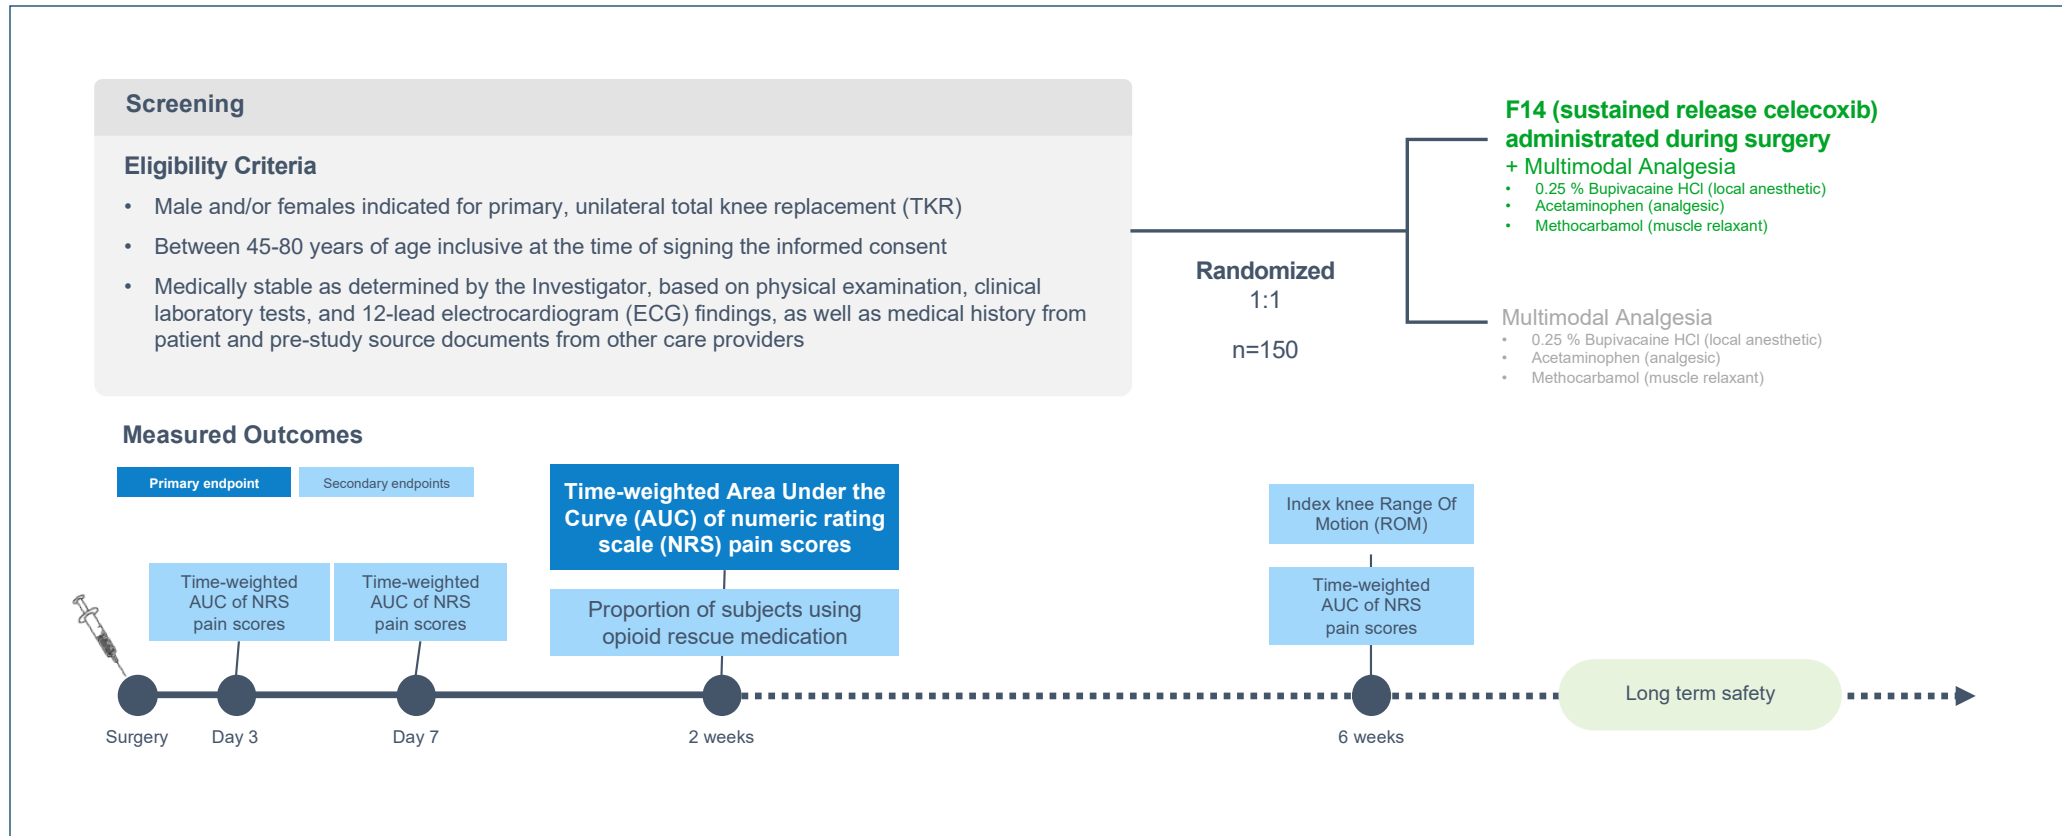 Screening
Eligibility Criteria
• Male and/or females indicated for primary, unilateral total knee replacement (TKR)
• Between 45-80 years of age inclusive at the time of signing the informed consent
• Medically stable as determined by the Investigator, based on physical examination, clinical
laboratory tests, and 12-lead electrocardiogram (ECG) findings, as well as medical history from
patient and pre-study source documents from other care providers
Randomized
1:1
n=150
F14 (sustained release celecoxib)
administrated during surgery
+ Multimodal Analgesia
• 0.25 % Bupivacaine HCl (local anesthetic)
• Acetaminophen (analgesic)
• Methocarbamol (muscle relaxant)
Multimodal Analgesia
• 0.25 % Bupivacaine HCl (local anesthetic)
• Acetaminophen (analgesic)
• Methocarbamol (muscle relaxant)
Measured Outcomes
Primary endpoint
Secondary endpoints
Time-weighted
AUC of NRS
pain scores
Time-weighted
AUC of NRS
pain scores
Time-weighted Area Under the
Curve (AUC) of numeric rating
scale (NRS) pain scores
Proportion of subjects using
opioid rescue medication
Index knee Range Of
Motion (ROM)
Time-weighted
AUC of NRS
pain scores
Long term safety
Surgery
Day 3
Day 7
2 weeks
6 weeks